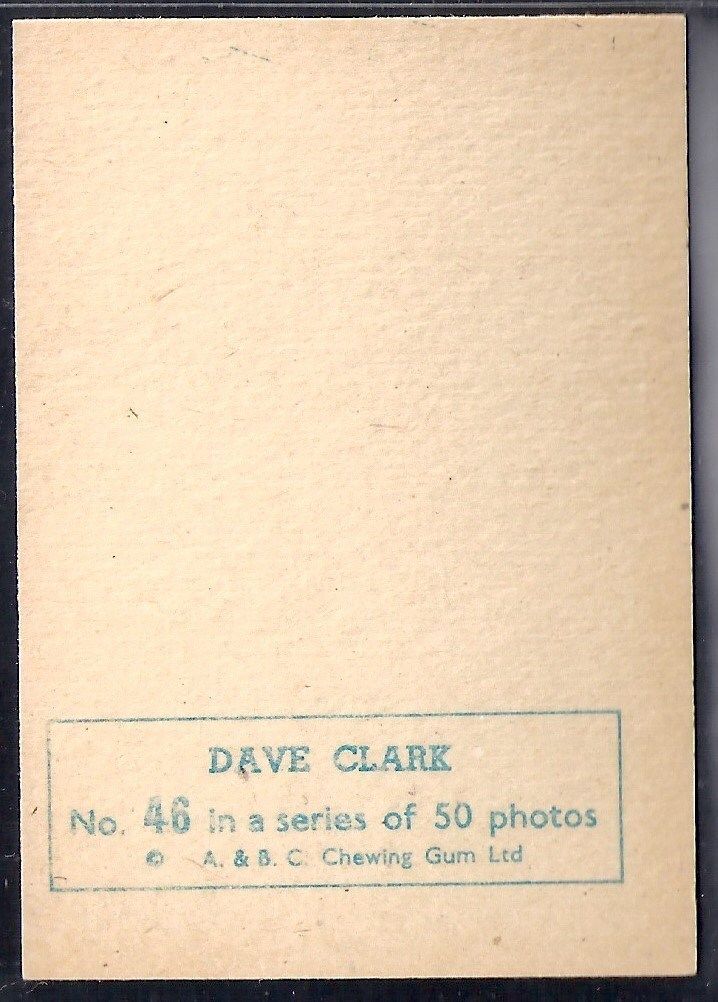 DAVE CLARK
No. 46 in a series of 50 photos
© A. & B. C. Chewing Gum Ltd